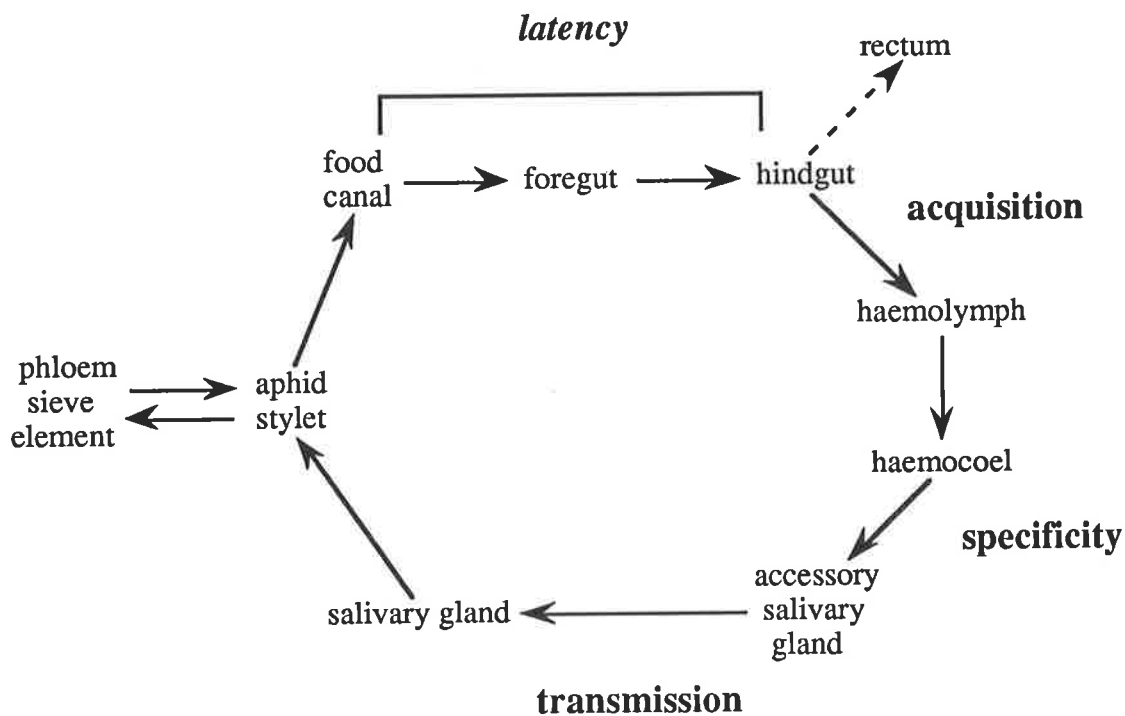 latency
rectum
food
canal
foregut
hindgut
acquisition
haemolymph
phloem
sieve
element
aphid
stylet
haemocoel
specificity
accessory
salivary
gland
salivary gland
transmission